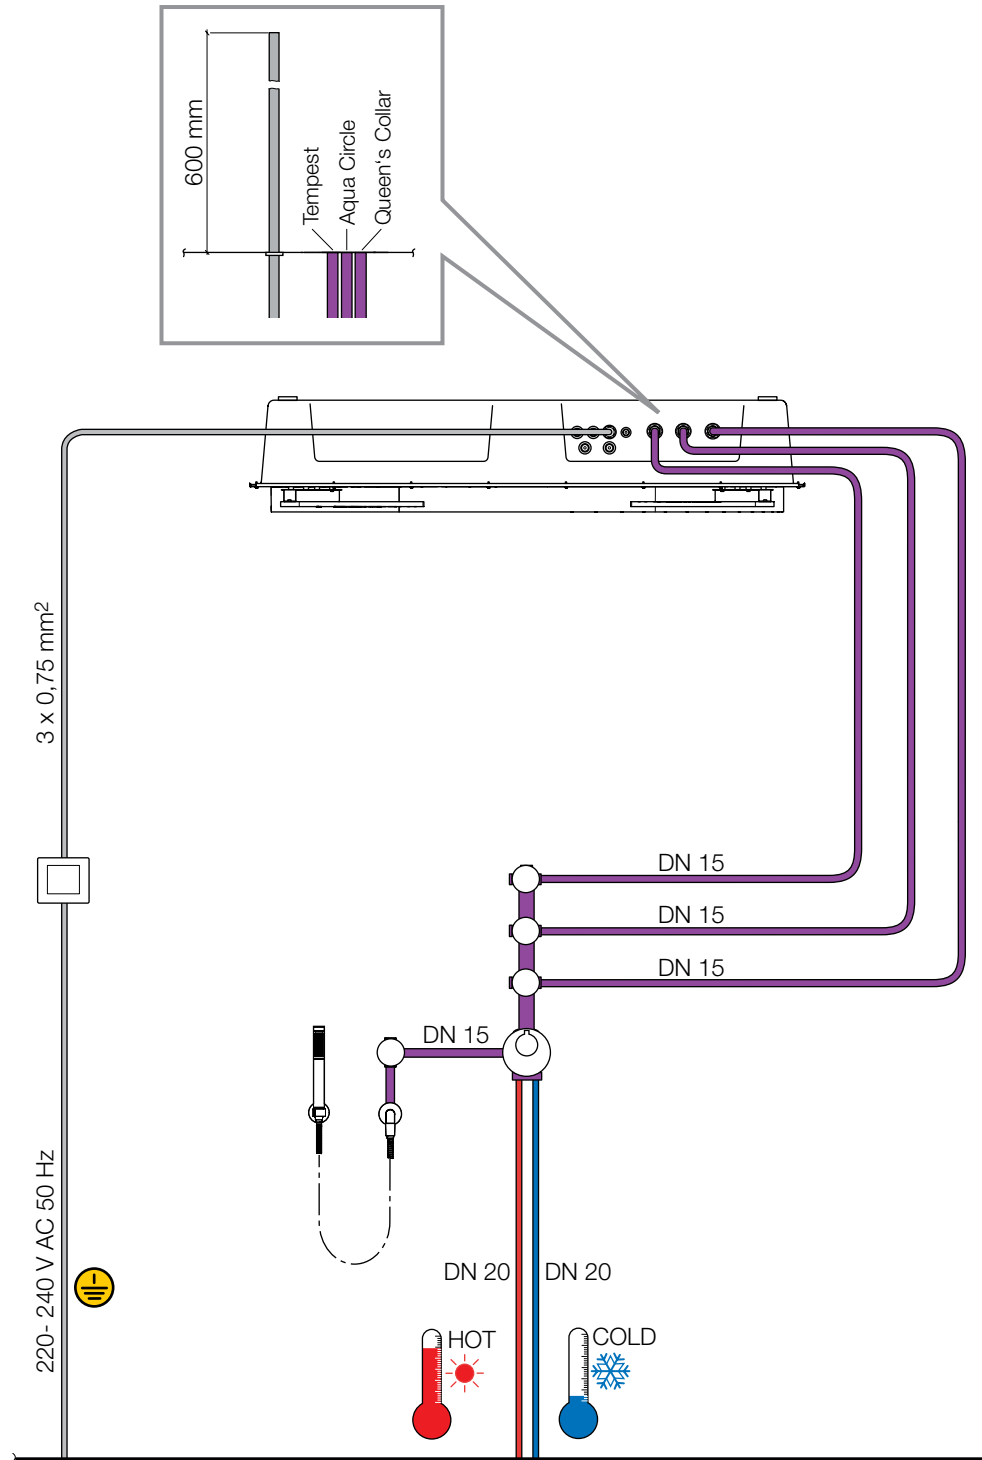 600 mm
Tempest
Aqua Circle
Queen's Collar
3 x 0,75 mm²
DN 15
DN 15
DN 15
DN 15
220- 240 V AC 50 Hz
DN 20
DN 20
HOT
COLD